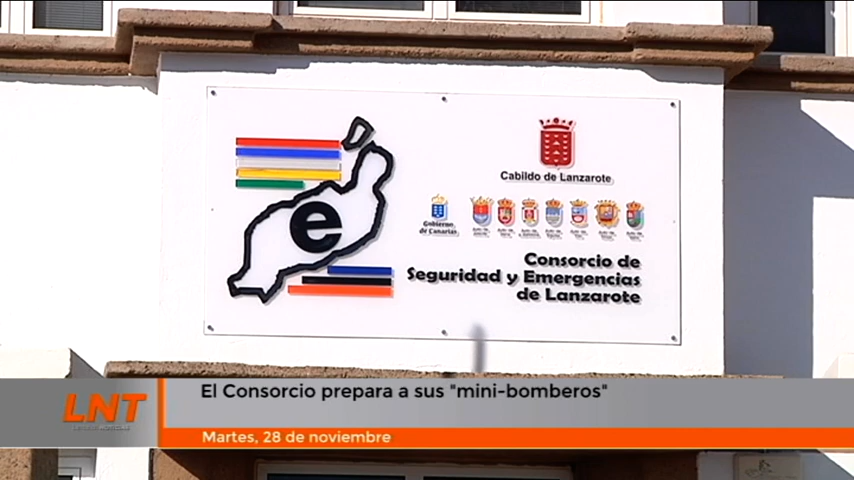 e
Cabildo de Lanzarote
Gobierno
de Canarias
Consorcio de
Seguridad y Emergencias
de Lanzarote
LNT
El Consorcio prepara a sus "mini-bomberos"
Martes, 28 de noviembre